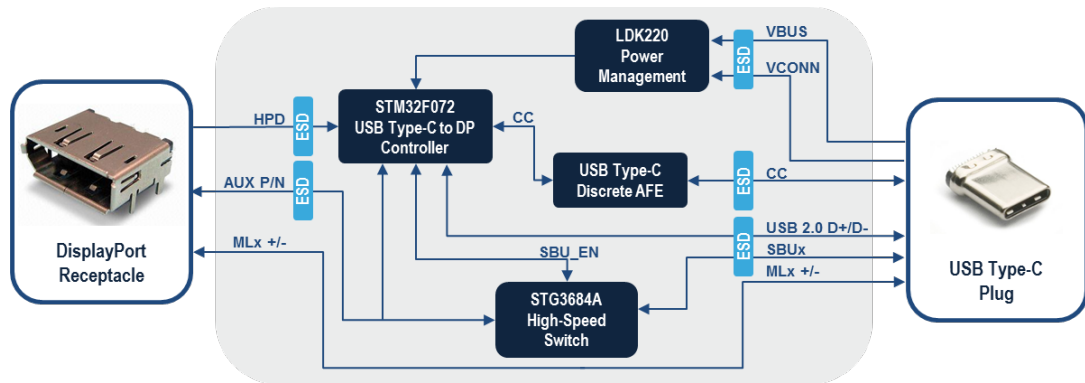 LDK220
Power
Management
ESD
VBUS
VCONN
STM32F072
USB Type-C to DP
Controller
HPD
ESD
CC
USB Type-C
Discrete AFE
ESD
CC
AUX P/N
ESD
DisplayPort
Receptacle
MLx +/-
SBU_EN
ESD
USB 2.0 D+/D-
SBUx
MLx +/-
USB Type-C
Plug
STG3684A
High-Speed
Switch